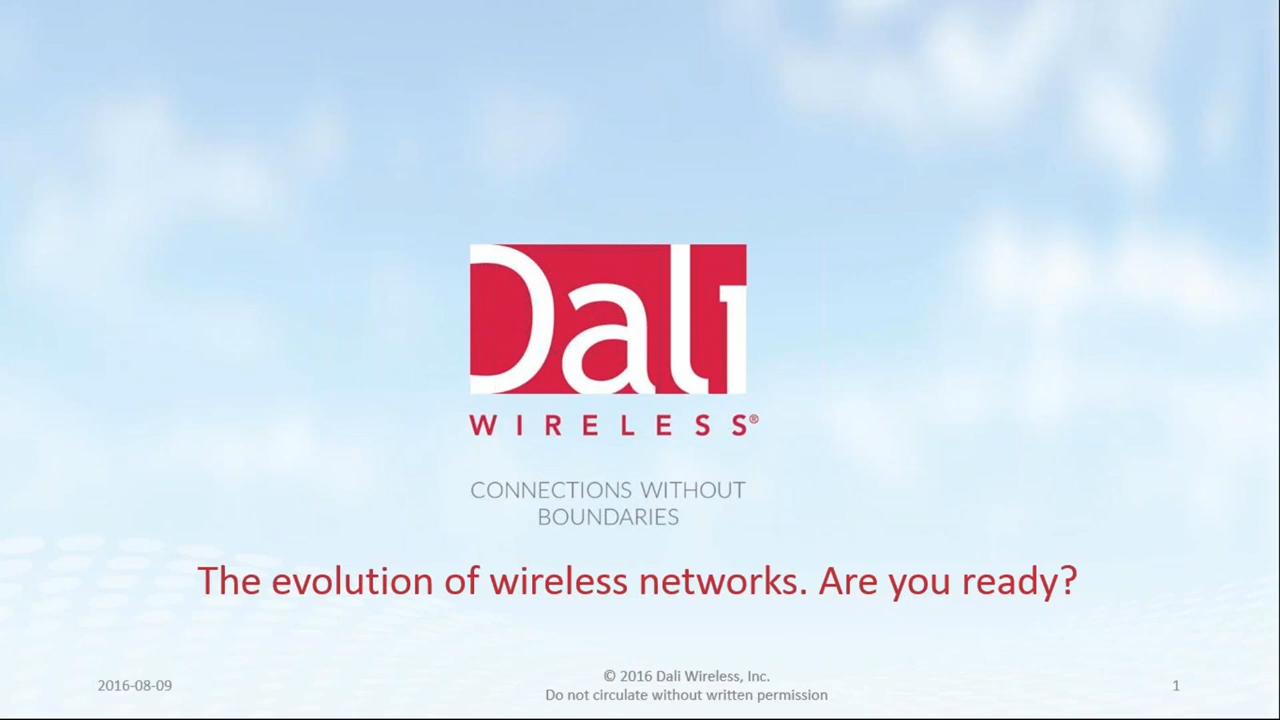 Dali
WIRELESS®
CONNECTIONS WITHOUT
BOUNDARIES
The evolution of wireless networks. Are you ready?
2016-08-09
© 2016 Dali Wireless, Inc.
Do not circulate without written permission
1